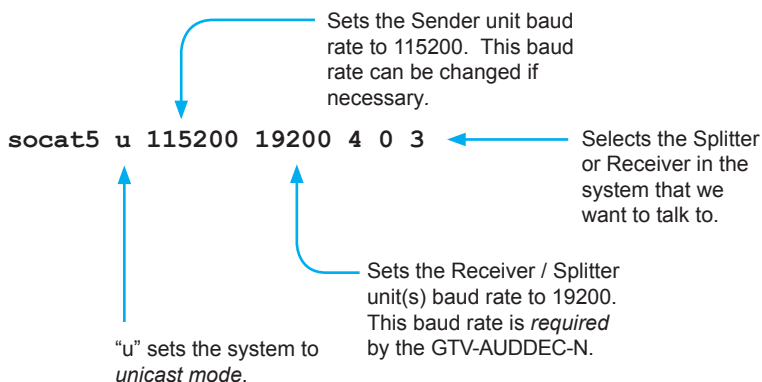 Sets the Sender unit baud
rate to 115200.  This baud
rate can be changed if
necessary.
socat5 u 115200 19200 4 0 3
Selects the Splitter
or Receiver in the
system that we
want to talk to.
Sets the Receiver / Splitter
unit(s) baud rate to 19200.
This baud rate is required
by the GTV-AUDDEC-N.
“u” sets the system to
unicast mode.